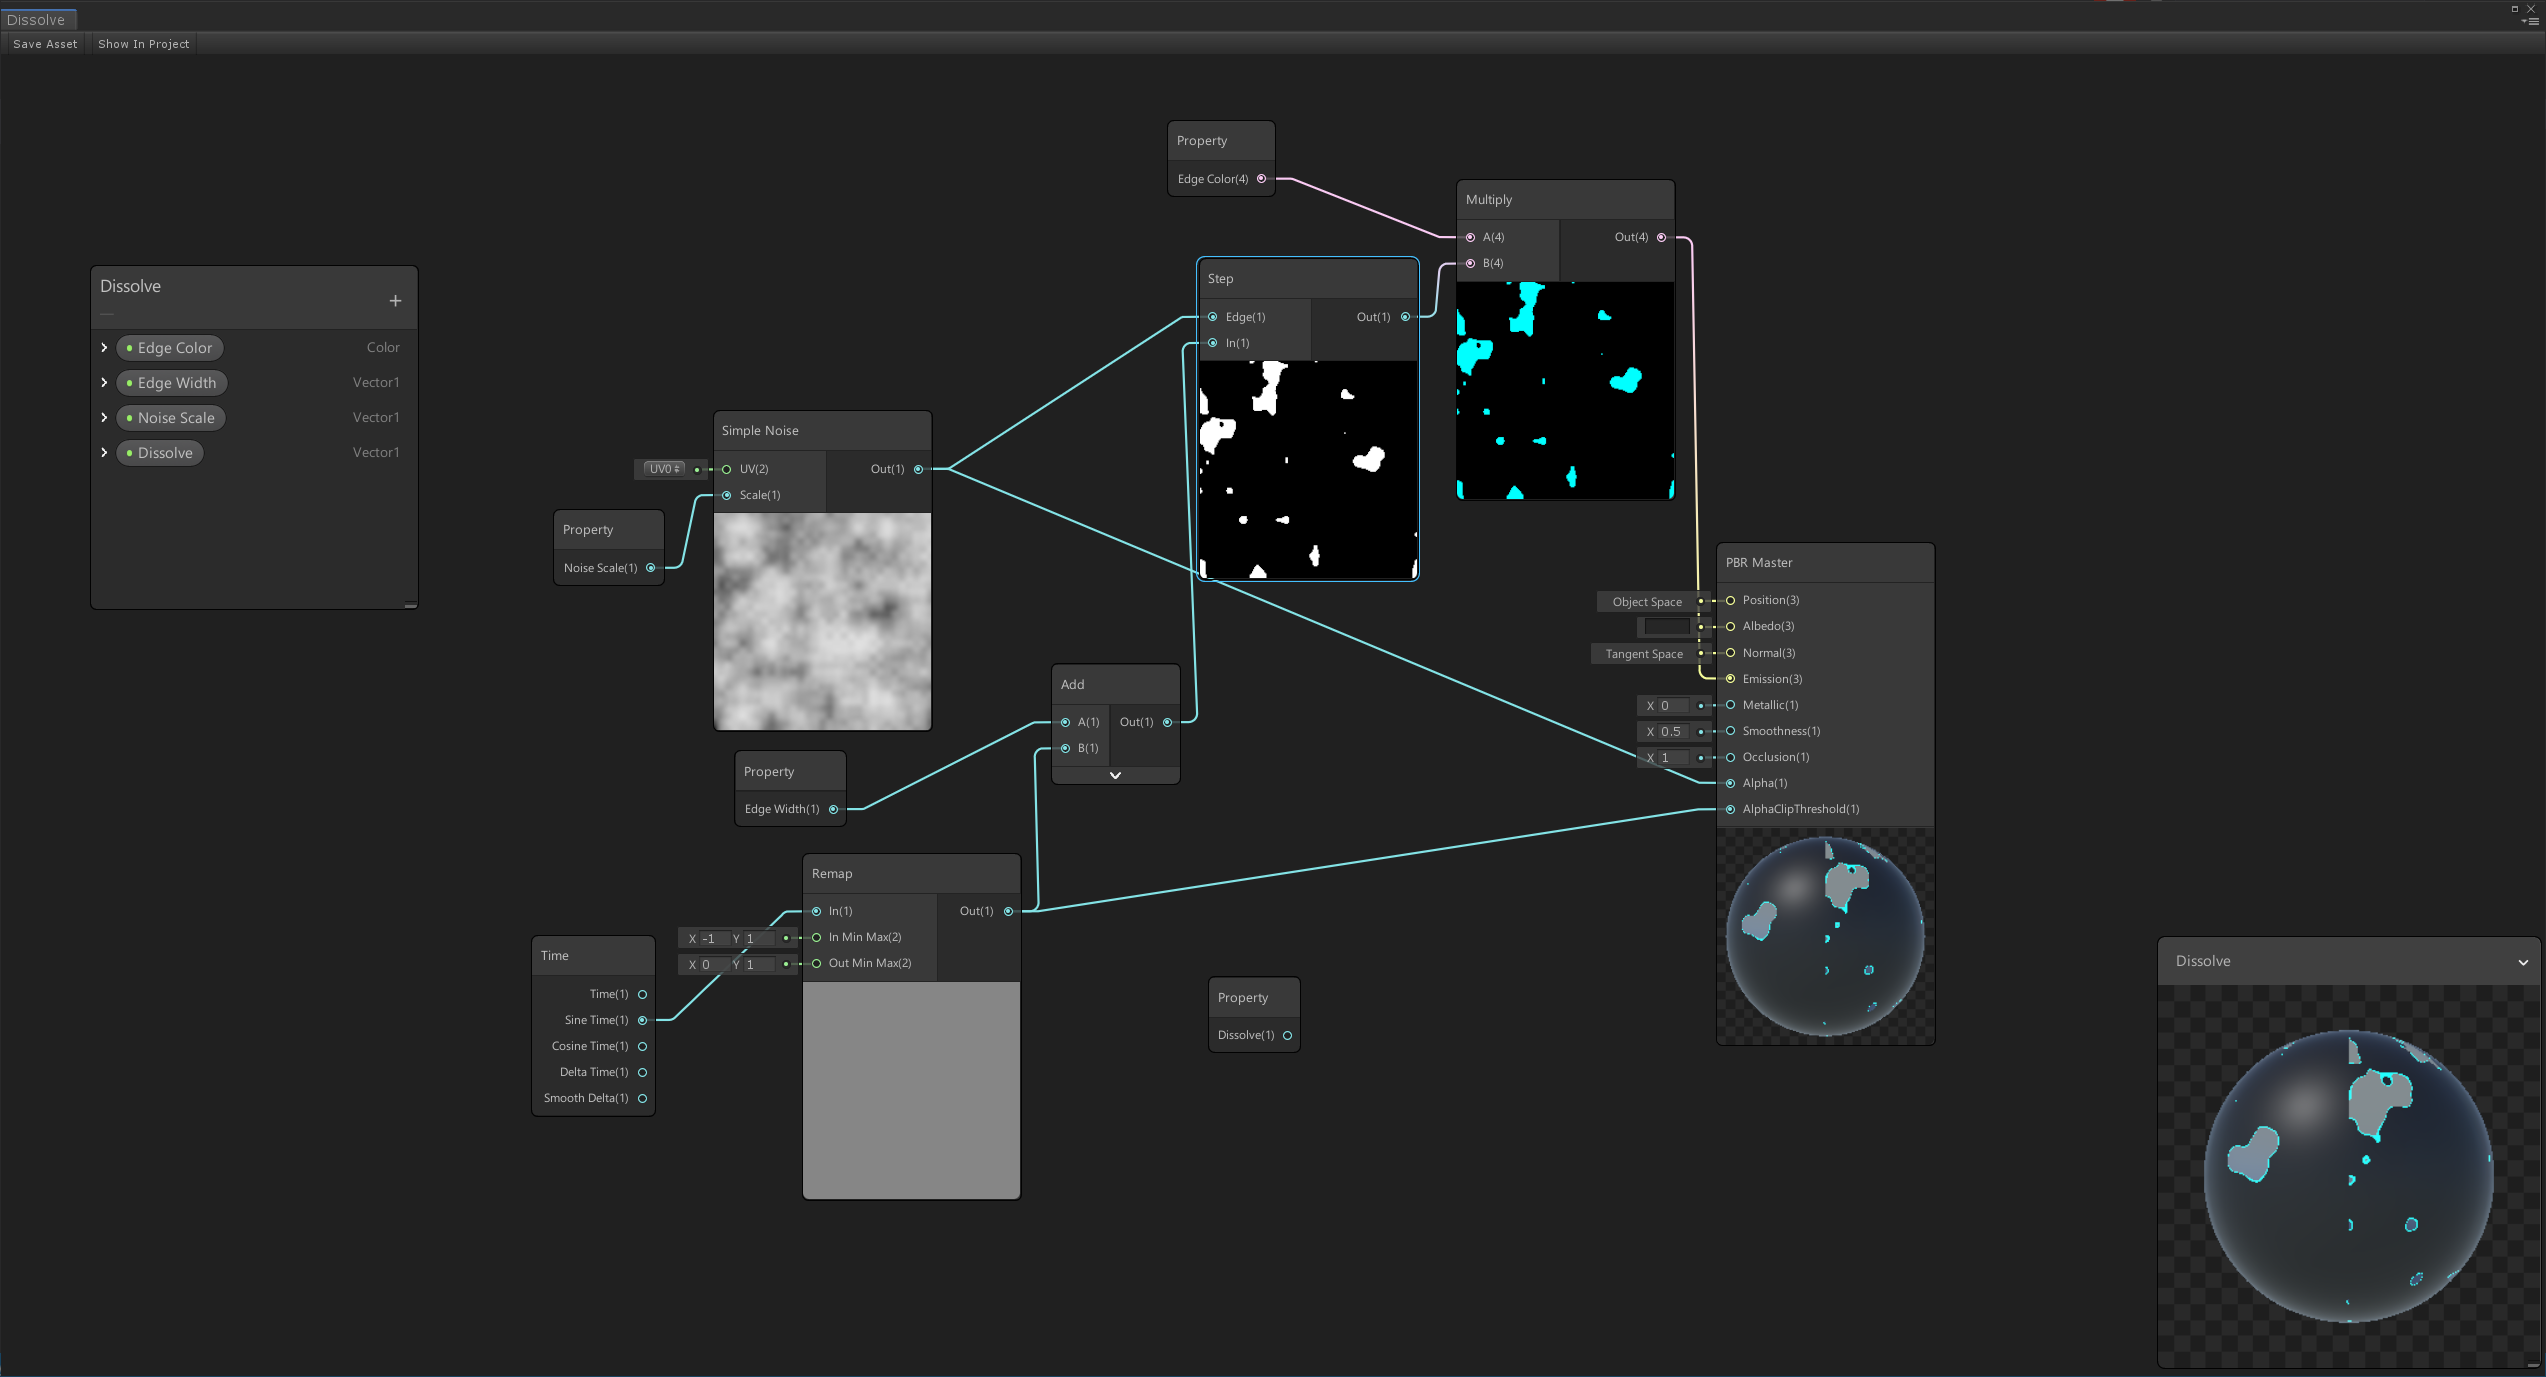 Dissolve
Save Asset
Show In Project
Property
Edge Color(4)
Multiply
A(4)
Out(4)
B(4)
Step
Edge(1)
Out(1)
In(1)
Dissolve
Edge Color
Color
Edge Width
Vector1
Noise Scale
Vector1
Dissolve
Vector1
Simple Noise
UV0
UV(2)
Out(1)
Scale(1)
Property
Noise Scale(1)
PBR Master
Object Space
Position(3)
Albedo(3)
Tangent Space
Normal(3)
Emission(3)
X 0
Metallic(1)
X 0.5
Smoothness(1)
X 1
Occlusion(1)
Alpha(1)
AlphaClipThreshold(1)
Add
A(1)
Out(1)
B(1)
Property
Edge Width(1)
Remap
In(1)
Out(1)
X -1 Y 1
In Min Max(2)
X 0 Y 1
Out Min Max(2)
Time
Time(1)
Sine Time(1)
Cosine Time(1)
Delta Time(1)
Smooth Delta(1)
Property
Dissolve(1)
Dissolve